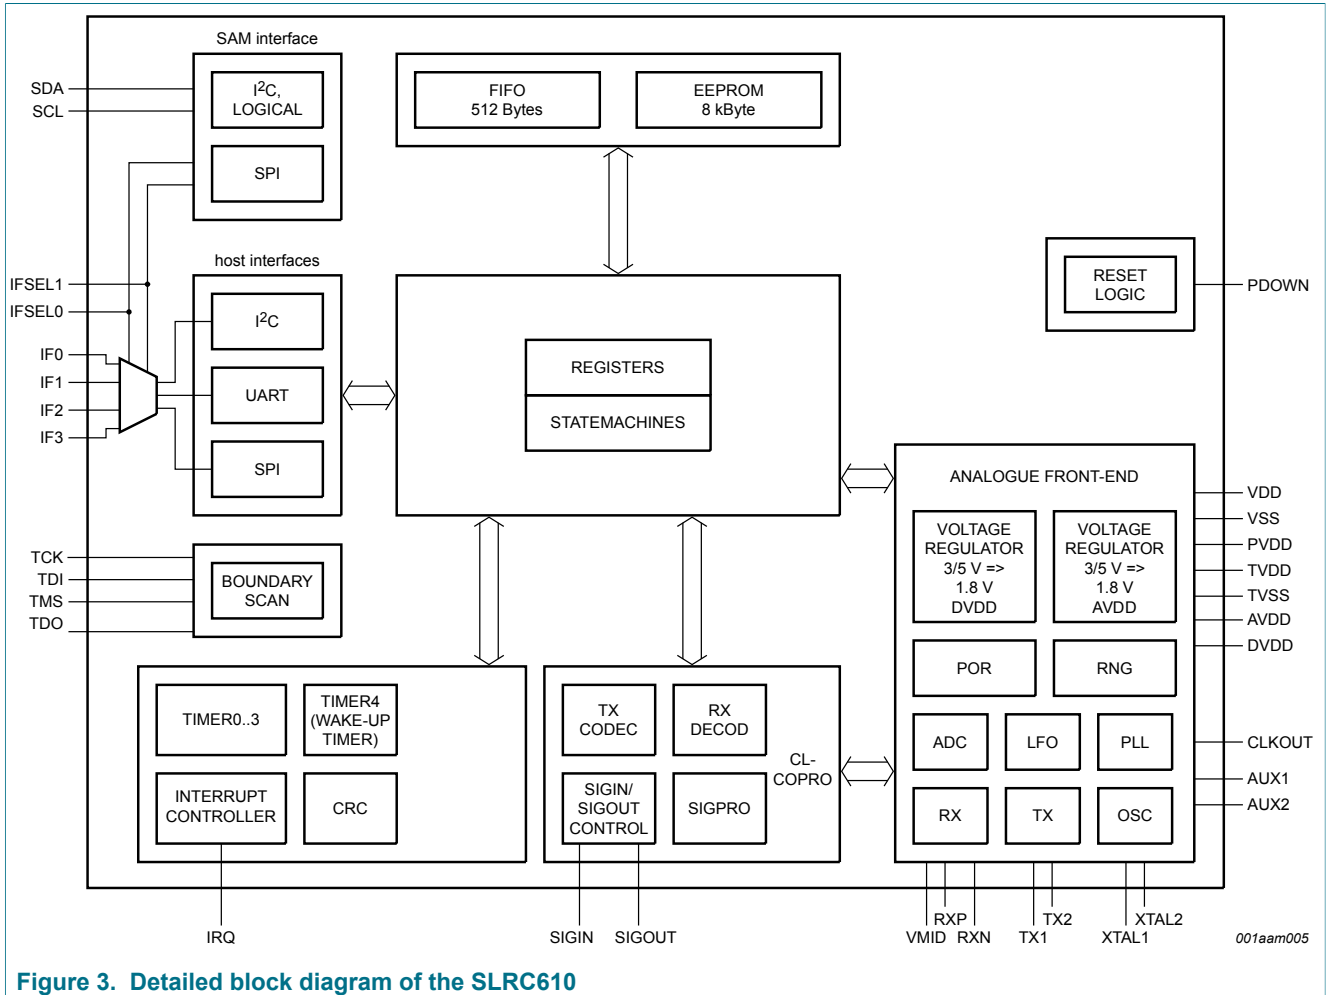 SAM interface
SDA
SCL
I2C,
LOGICAL
SPI
FIFO
512 Bytes
EEPROM
8 kByte
RESET
LOGIC
PDOWN
host interfaces
IFSEL1
IFSEL0
IF0
IF1
IF2
IF3
I2C
UART
SPI
REGISTERS
STATEMACHINES
TCK
TDI
TMS
TDO
BOUNDARY
SCAN
ANALOGUE FRONT-END
VOLTAGE
REGULATOR
3/5 V =>
1.8 V
DVDD
VOLTAGE
REGULATOR
3/5 V =>
1.8 V
AVDD
POR
RNG
ADC
LFO
PLL
RX
TX
OSC
VDD
VSS
PVDD
TVDD
TVSS
AVDD
DVDD
CLKOUT
AUX1
AUX2
TIMER0..3
TIMER4
(WAKE-UP
TIMER)
INTERRUPT
CONTROLLER
CRC
TX
CODEC
RX
DECOD
SIGIN/
SIGOUT
CONTROL
SIGPRO
CL-
COPRO
IRQ
SIGIN
SIGOUT
VMID
RXP
RXN
TX1
TX2
XTAL1
XTAL2
001aam005
Figure 3. Detailed block diagram of the SLRC610